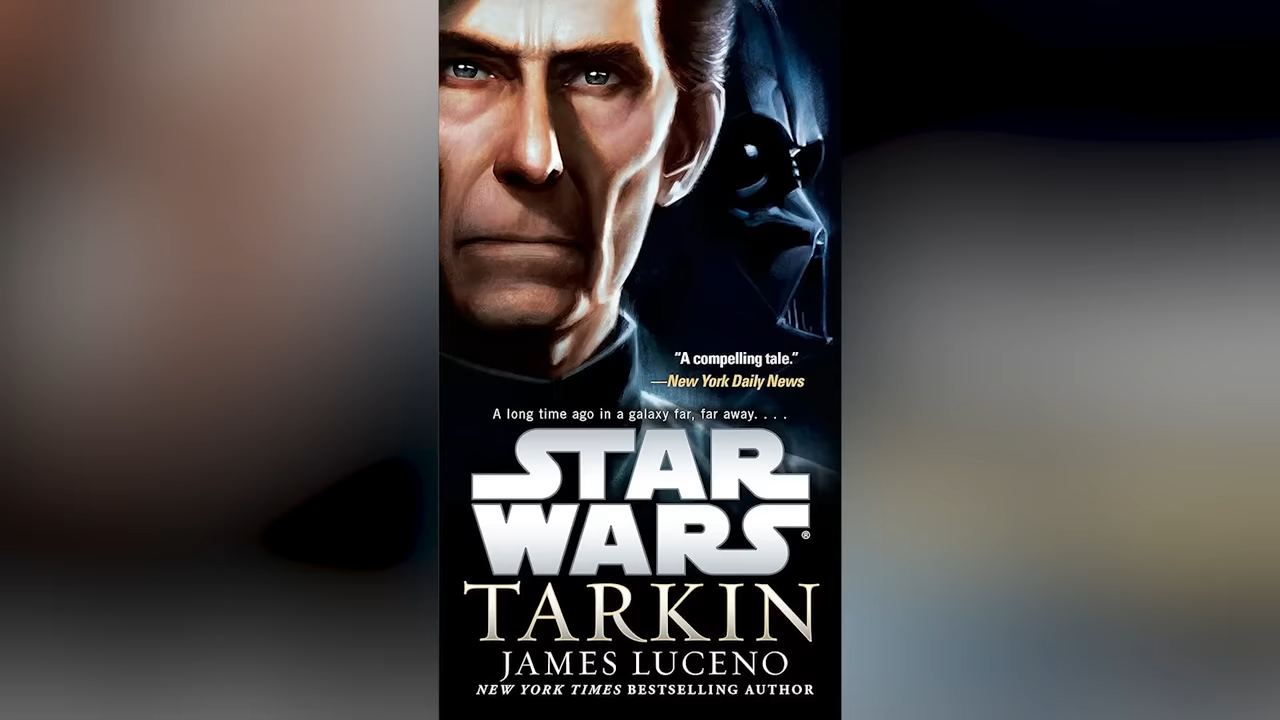 “A compelling tale.”
—New York Daily News
A long time ago in a galaxy far, far away. . . .
STAR
WARS®
TARKIN
JAMES LUCENO
NEW YORK TIMES BESTSELLING AUTHOR